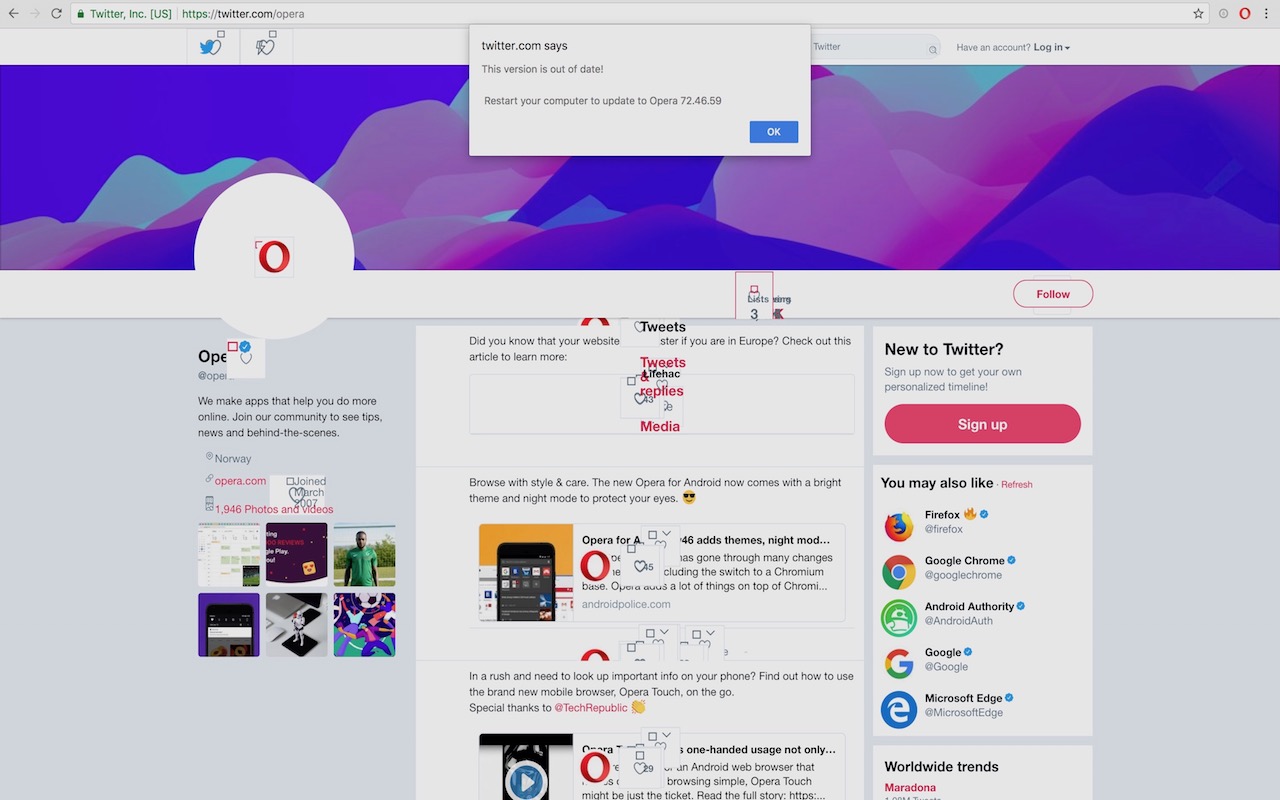 Twitter, Inc. [US] https://twitter.com/opera
Twitter
Have an account? Log in
twitter.com says
This version is out of date!
Restart your computer to update to Opera 72.46.59
OK
Lists
3
Follow
Ope
@oper
We make apps that help you do more
online. Join our community to see tips,
news and behind-the-scenes.
Norway
opera.com
Joined
March
2007
1,946 Photos and videos
Tweets
Did you know that your website ster if you are in Europe? Check out this
article to learn more:
Tweets
&
replies
Lifehac
43
Media
Browse with style & care. The new Opera for Android now comes with a bright
theme and night mode to protect your eyes. 😎
Opera for A 46 adds themes, night mod...
has gone through many changes
cluding the switch to a Chromium
base. Opera adds a lot of things on top of Chromi...
androidpolice.com
45
In a rush and need to look up important info on your phone? Find out how to use
the brand new mobile browser, Opera Touch, on the go.
Special thanks to @TechRepublic 👏
Opera T s one-handed usage not only...
an Android web browser that
browsing simple, Opera Touch
might be just the ticket. Read the full story: https:...
29
New to Twitter?
Sign up now to get your own
personalized timeline!
Sign up
You may also like · Refresh
Firefox 🔥
@firefox
Google Chrome
@googlechrome
Android Authority
@AndroidAuth
Google
@Google
Microsoft Edge
@MicrosoftEdge
Worldwide trends
Maradona